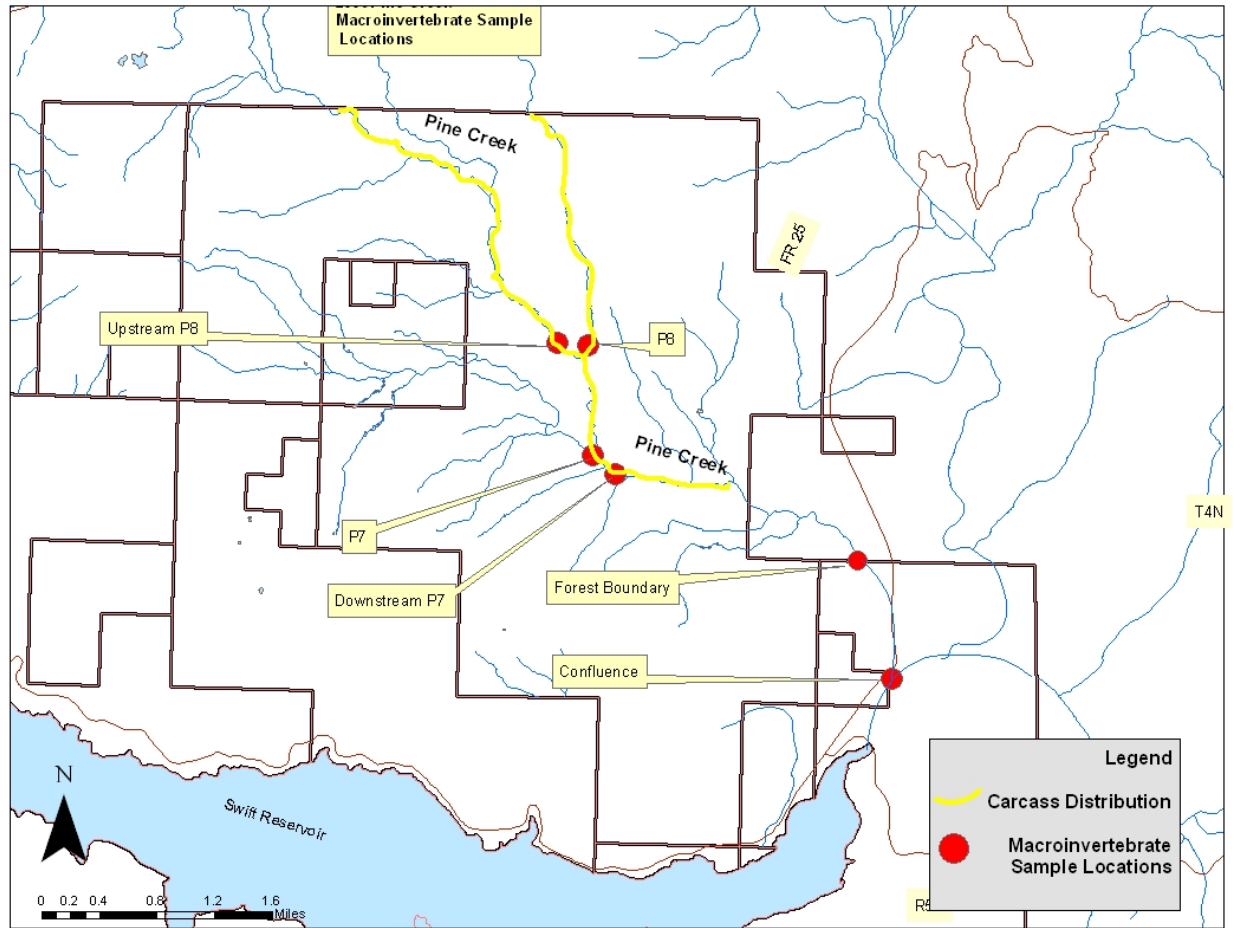 Macroinvertebrate Sample
Locations
Pine Creek
FR 25
Upstream P8
P8
Pine Creek
T4N
P7
Downstream P7
Forest Boundary
Confluence
Legend
Carcass Distribution
Macroinvertebrate
Sample Locations
N
Swift Reservoir
0 0.2 0.4 0.8 1.2 1.6
Miles